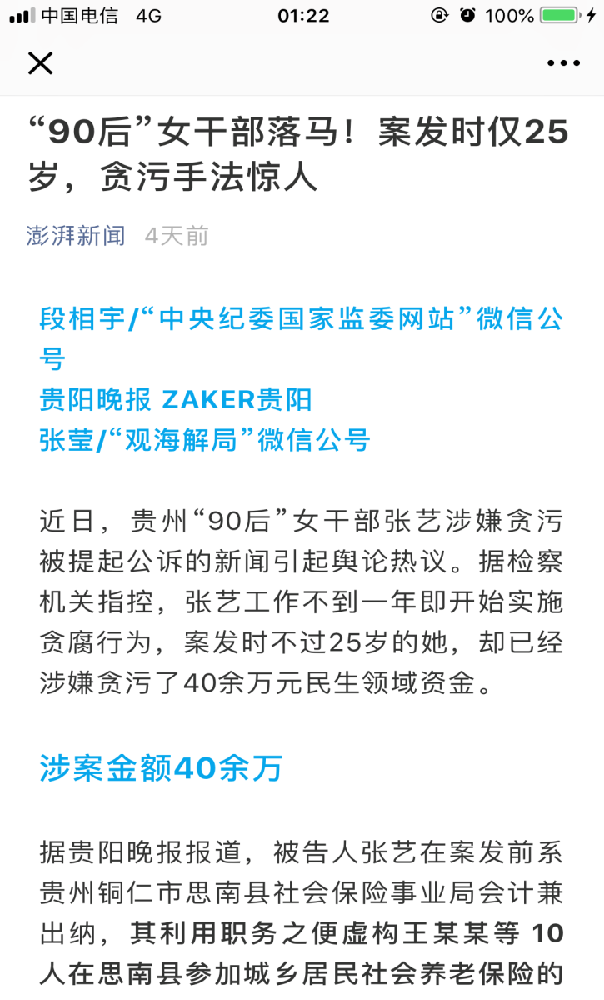 中国电信 4G 01:22 100%
“90后”女干部落马！案发时仅25
岁，贪污手法惊人
澎湃新闻 4天前
段相宇/“中央纪委国家监委网站”微信公
号
贵阳晚报 ZAKER贵阳
张莹/“观海解局”微信公号
近日，贵州“90后”女干部张艺涉嫌贪污
被提起公诉的新闻引起舆论热议。据检察
机关指控，张艺工作不到一年即开始实施
贪腐行为，案发时不过25岁的她，却已经
涉嫌贪污了40余万元民生领域资金。
涉案金额40余万
据贵阳晚报报道，被告人张艺在案发前系
贵州铜仁市思南县社会保险事业局会计兼
出纳，其利用职务之便虚构王某某等 10
人在思南县参加城乡居民社会养老保险的